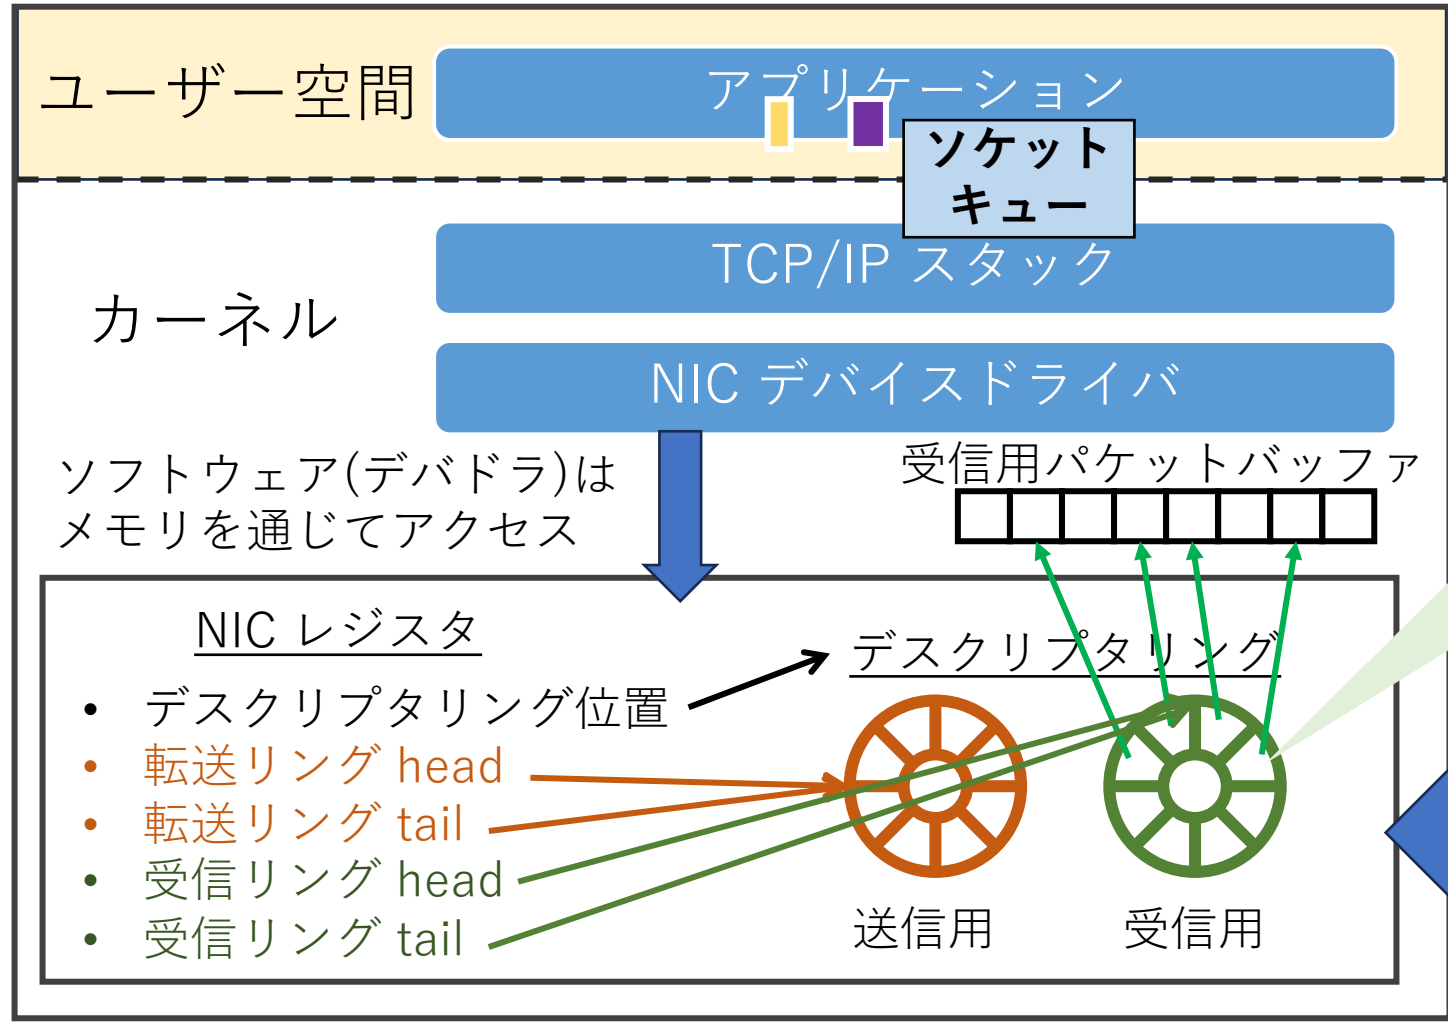 ユーザー空間
アプリケーション
ソケット
キュー
TCP/IP スタック
カーネル
NIC デバイスドライバ
ソフトウェア(デバドラ)は
メモリを通じてアクセス
受信用パケットバッファ
NIC レジスタ
• デスクリプタリング位置
• 転送リング head
• 転送リング tail
• 受信リング head
• 受信リング tail
デスクリプタリング
送信用
受信用